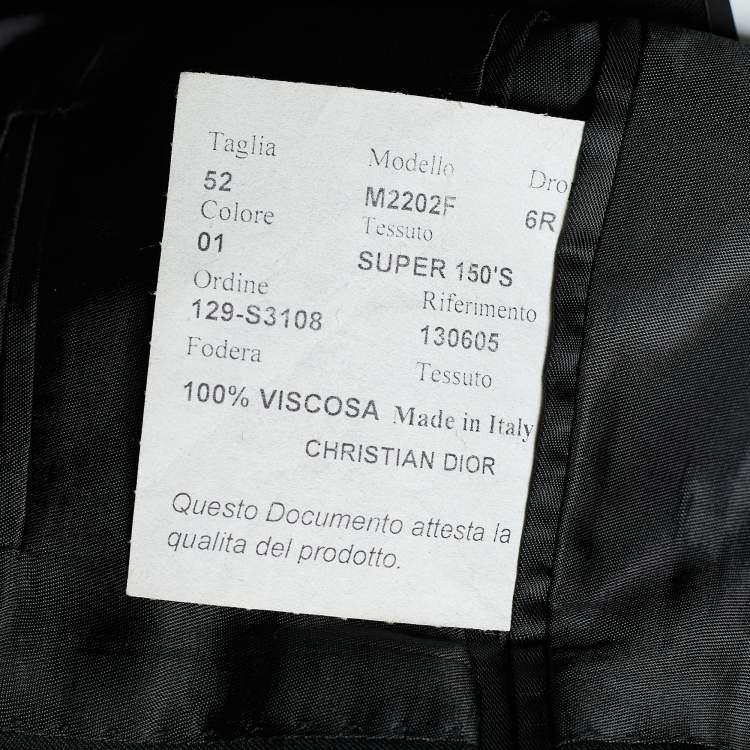 Taglia Modello Dro
52 M2202F 6R
Colore Tessuto
01 SUPER 150'S
Ordine Riferimento
129-S3108 130605
Fodera Tessuto
100% VISCOSA Made in Italy
CHRISTIAN DIOR
Questo Documento attesta la
qualita del prodotto.